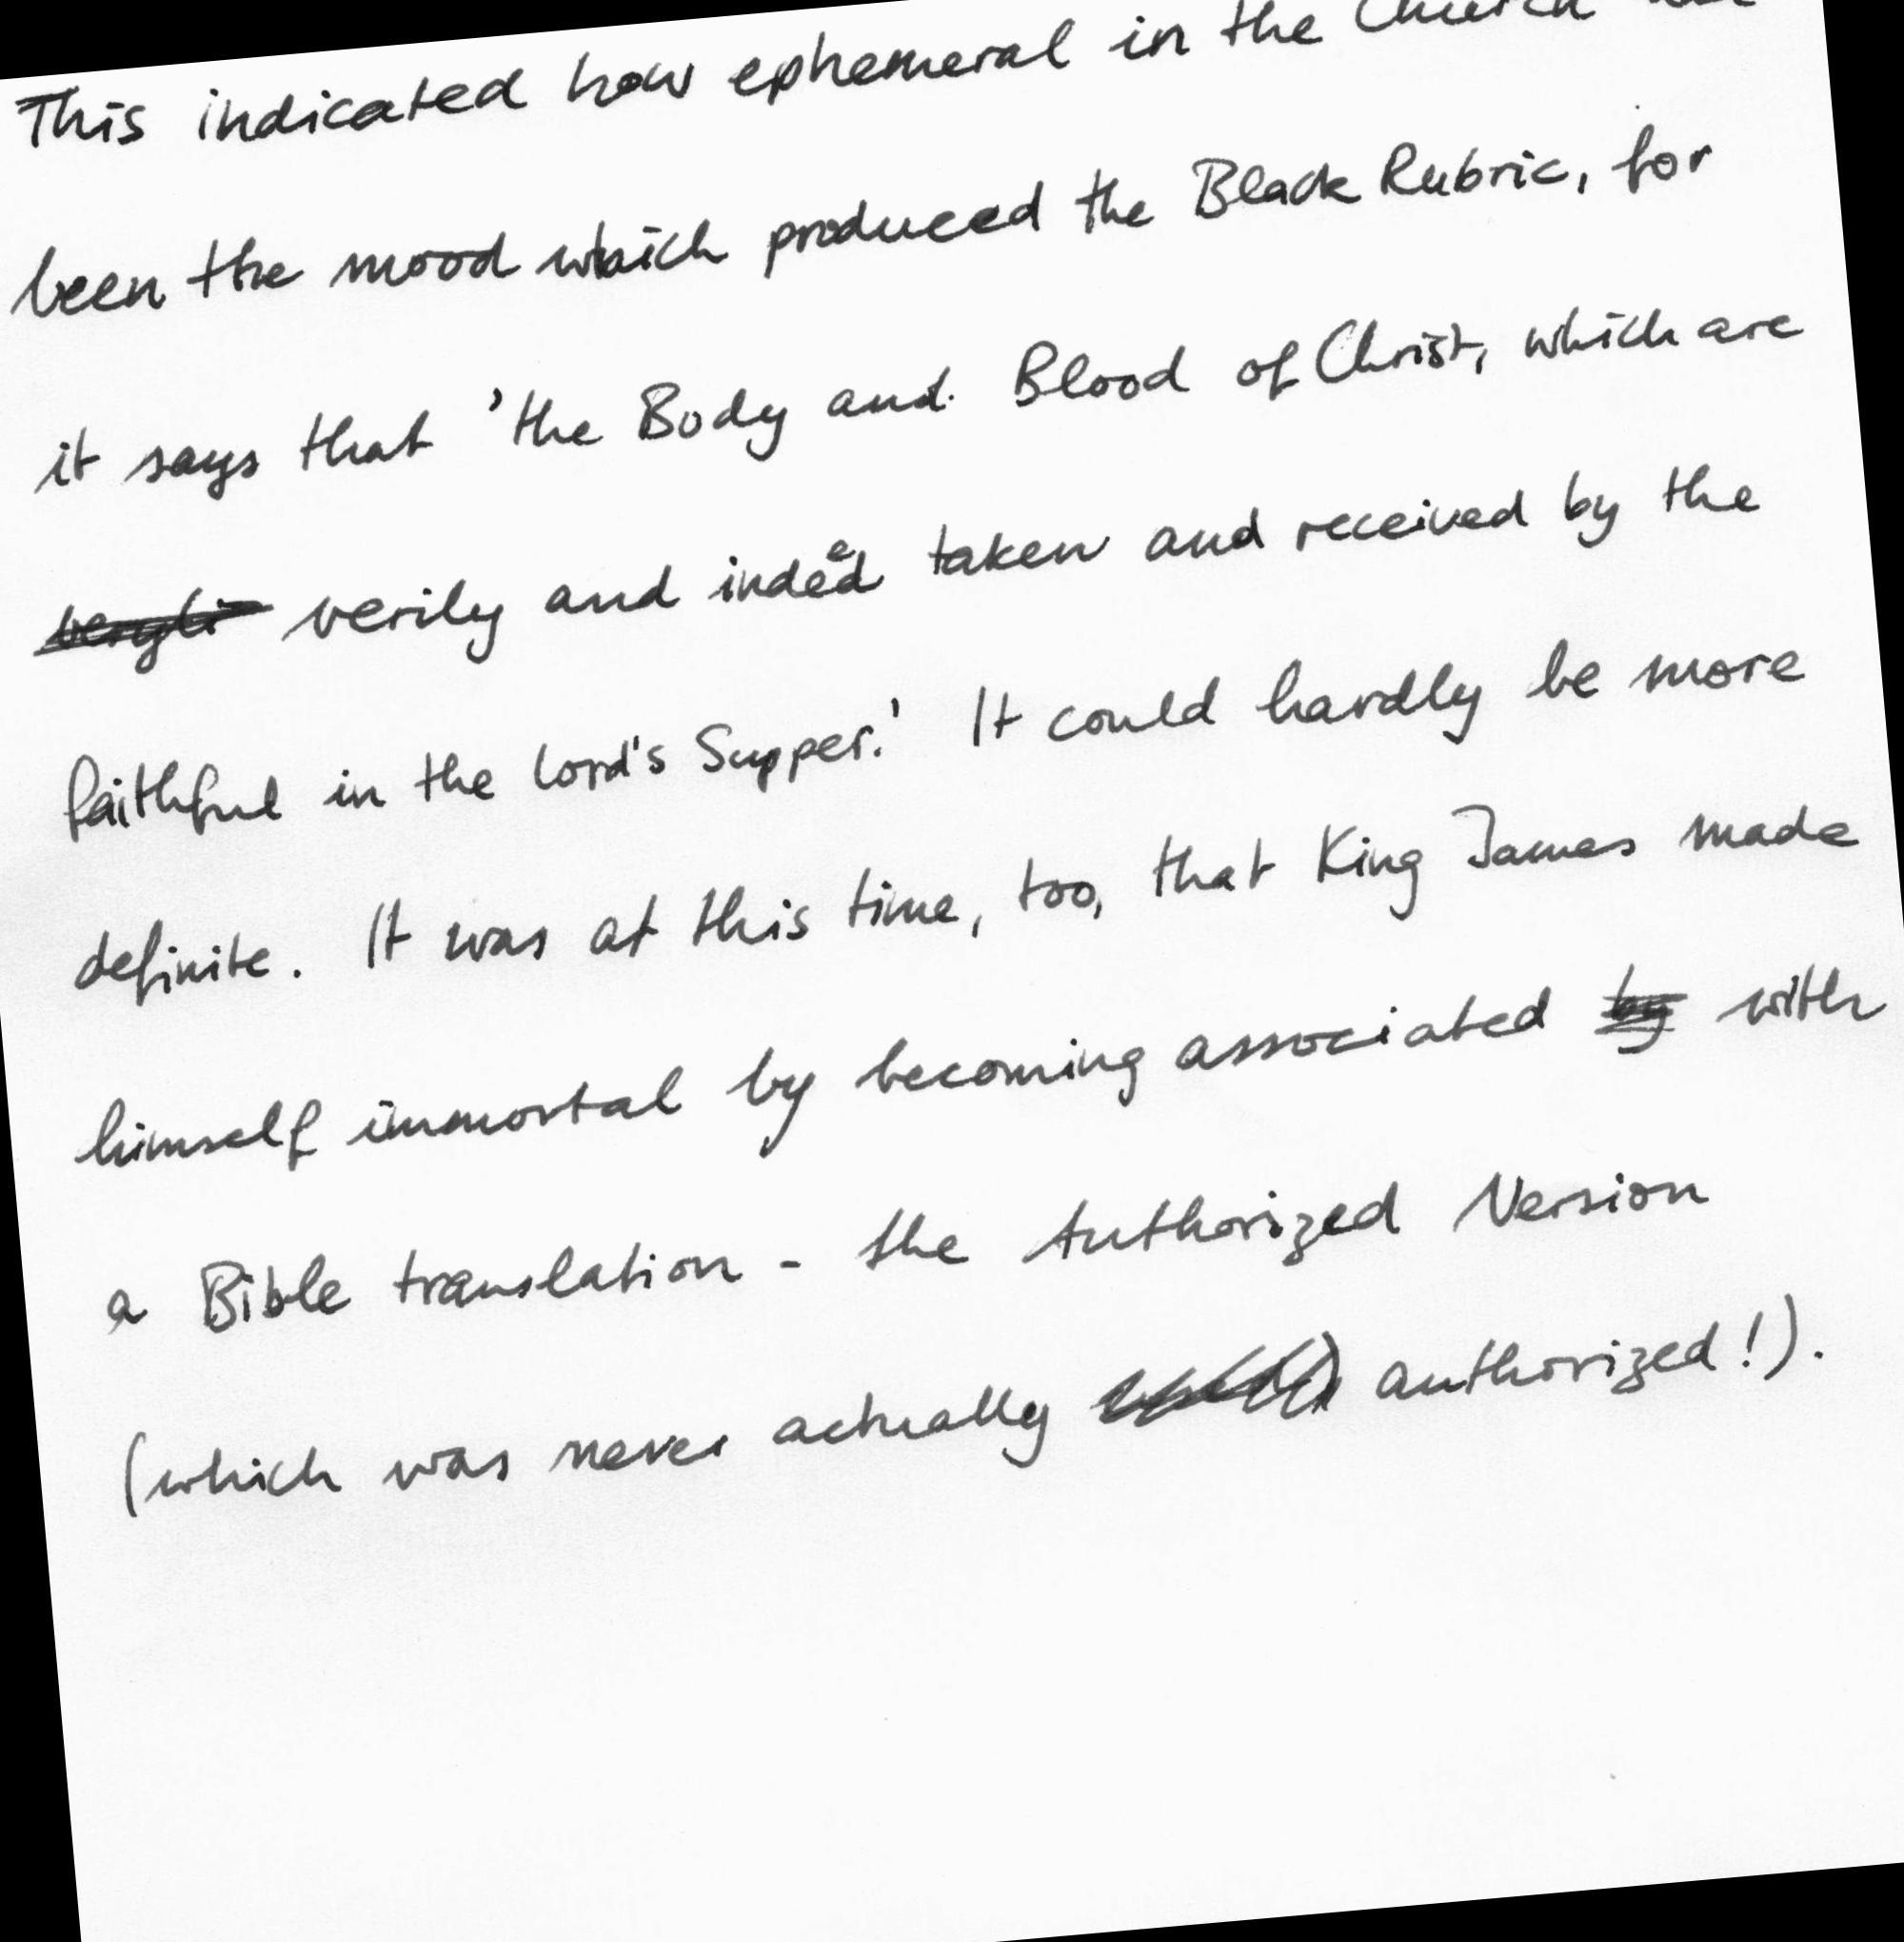 This indicated how ephemeral in the Church
been the mood which produced the Black Rubric, for
it says that 'the Body and Blood of Christ, which are
verily and indeed taken and received by the
faithful in the Lord's Supper.' It could hardly be more
definite. It was at this time, too, that King James made
himself immortal by becoming associated by with
a Bible translation - the Authorized Version
(which was never actually authorized!).